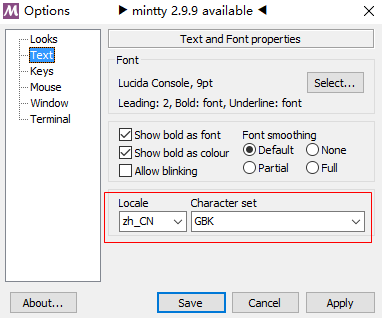 Options
▶ mintty 2.9.9 available ◀
Looks
Text
Keys
Mouse
Window
Terminal
Text and Font properties
Font
Lucida Console, 9pt
Select...
Leading: 2, Bold: font, Underline: font
Show bold as font
Show bold as colour
Allow blinking
Font smoothing
Default
None
Partial
Full
Locale
Character set
zh_CN
GBK
About...
Save
Cancel
Apply